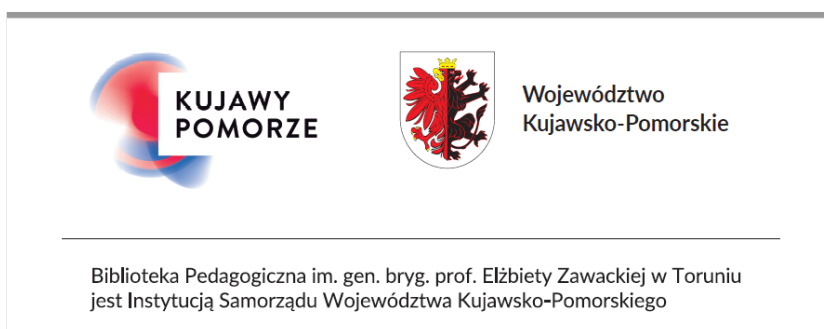 KUJAWY
POMORZE
Województwo
Kujawsko-Pomorskie
Biblioteka Pedagogiczna im. gen. bryg. prof. Elżbiety Zawackiej w Toruniu
jest Instytucją Samorządu Województwa Kujawsko-Pomorskiego